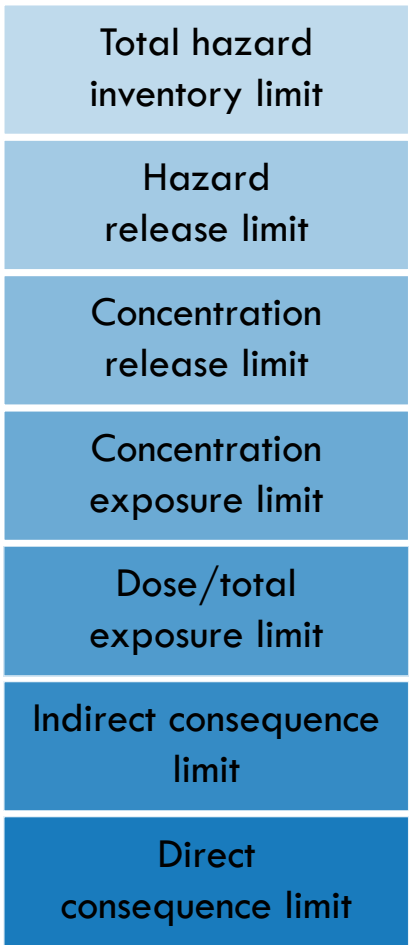 Total hazard
inventory limit
Hazard
release limit
Concentration
release limit
Concentration
exposure limit
Dose/total
exposure limit
Indirect consequence
limit
Direct
consequence limit